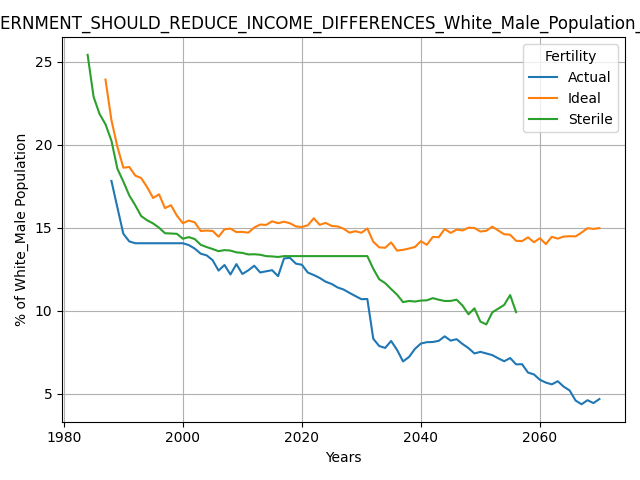 ERNMENT_SHOULD_REDUCE_INCOME_DIFFERENCES_White_Male_Population_
25
20
15
10
5
1980
2000
2020
2040
2060
Years
% of White_Male Population
Fertility
Actual
Ideal
Sterile